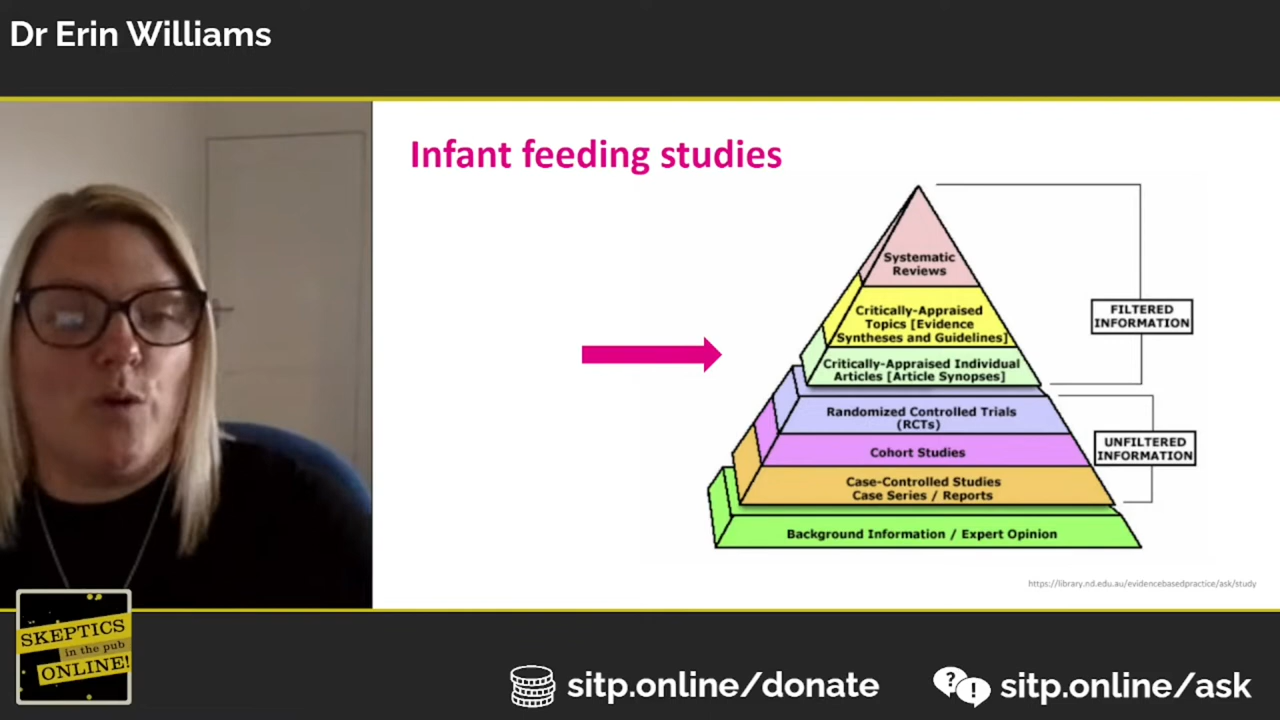 Dr Erin Williams
Infant feeding studies
Systematic
Reviews
Critically-Appraised
Topics [Evidence
Syntheses and Guidelines]
Critically-Appraised Individual
Articles [Article Synopses]
FILTERED
INFORMATION
Randomized Controlled Trials
(RCTs)
Cohort Studies
Case-Controlled Studies
Case Series / Reports
UNFILTERED
INFORMATION
Background Information / Expert Opinion
https://library.nd.edu.au/evidencebasedpractice/ask/study
SKEPTICS
in the pub
ONLINE!
sitp.online/donate
?!
sitp.online/ask